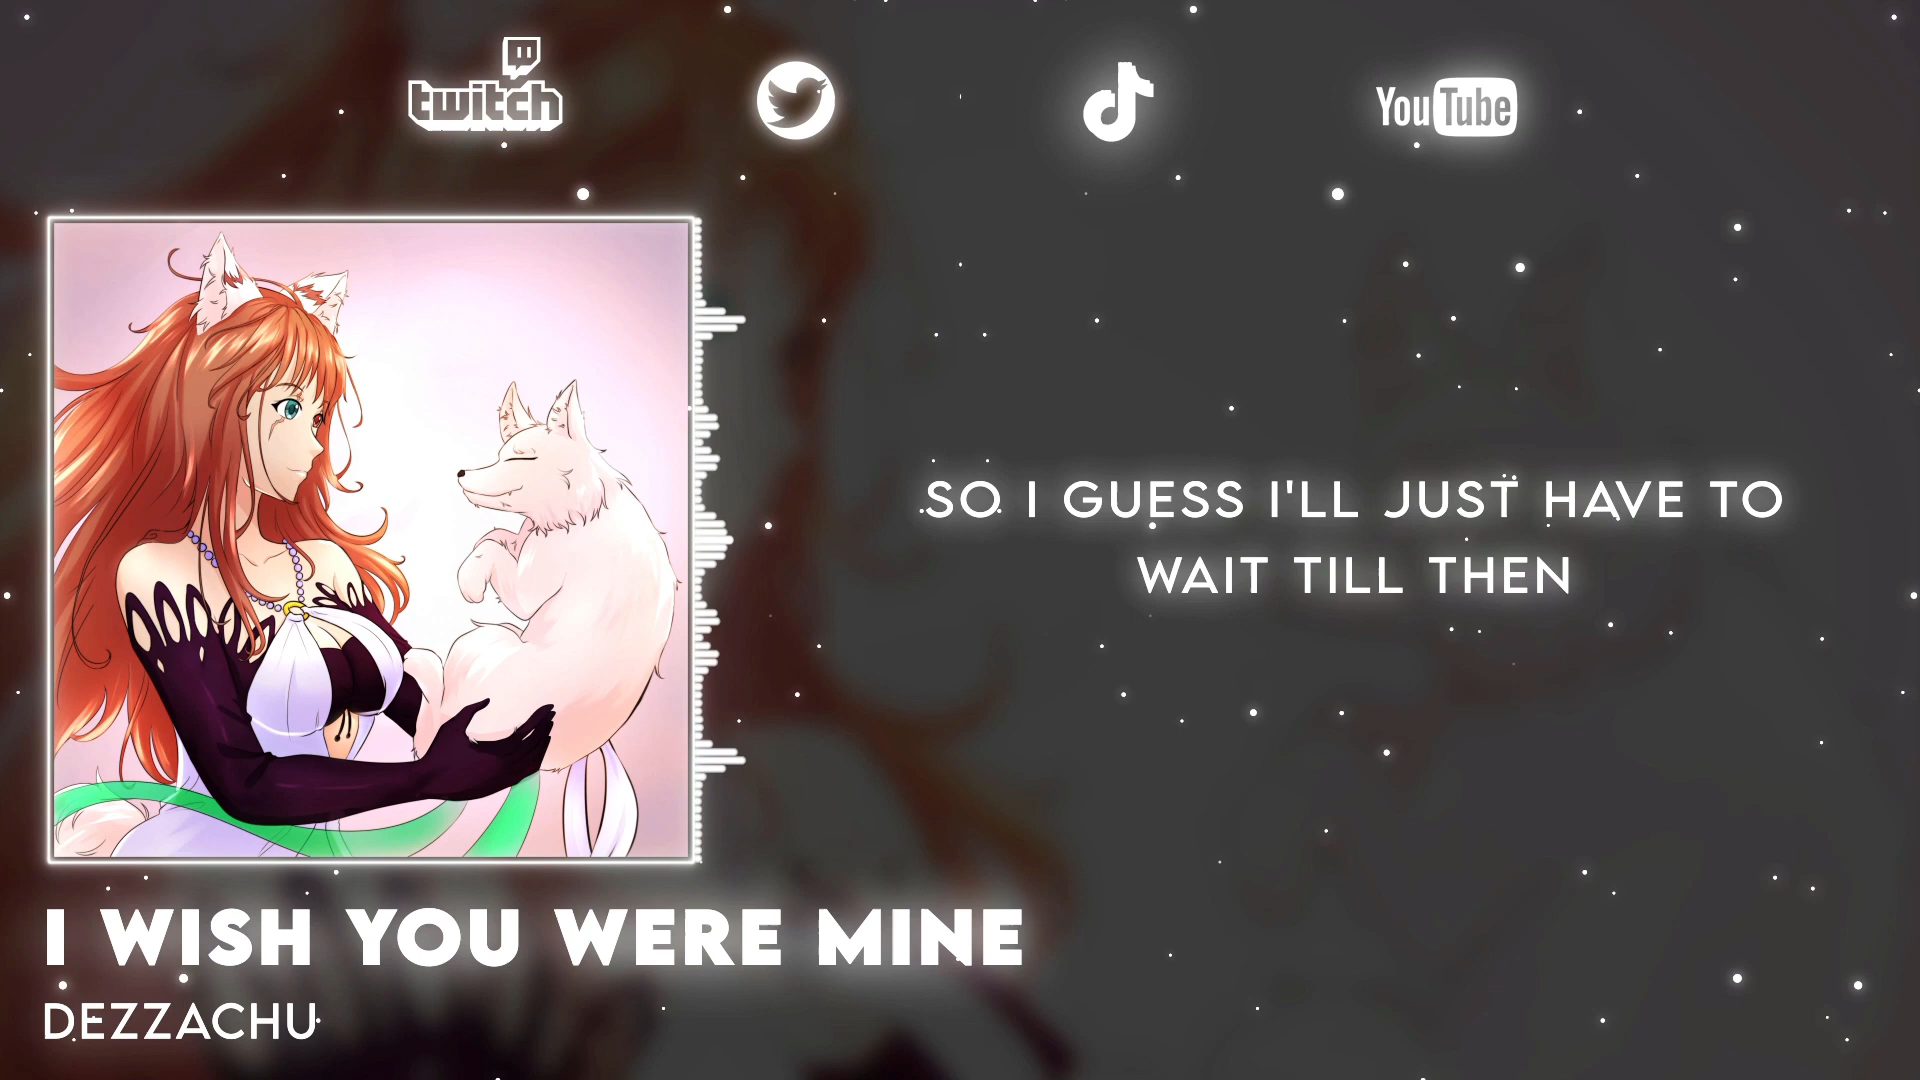 twitch
YouTube
SO I GUESS I'LL JUST HAVE TO
WAIT TILL THEN
I WISH YOU WERE MINE
DEZZACHU